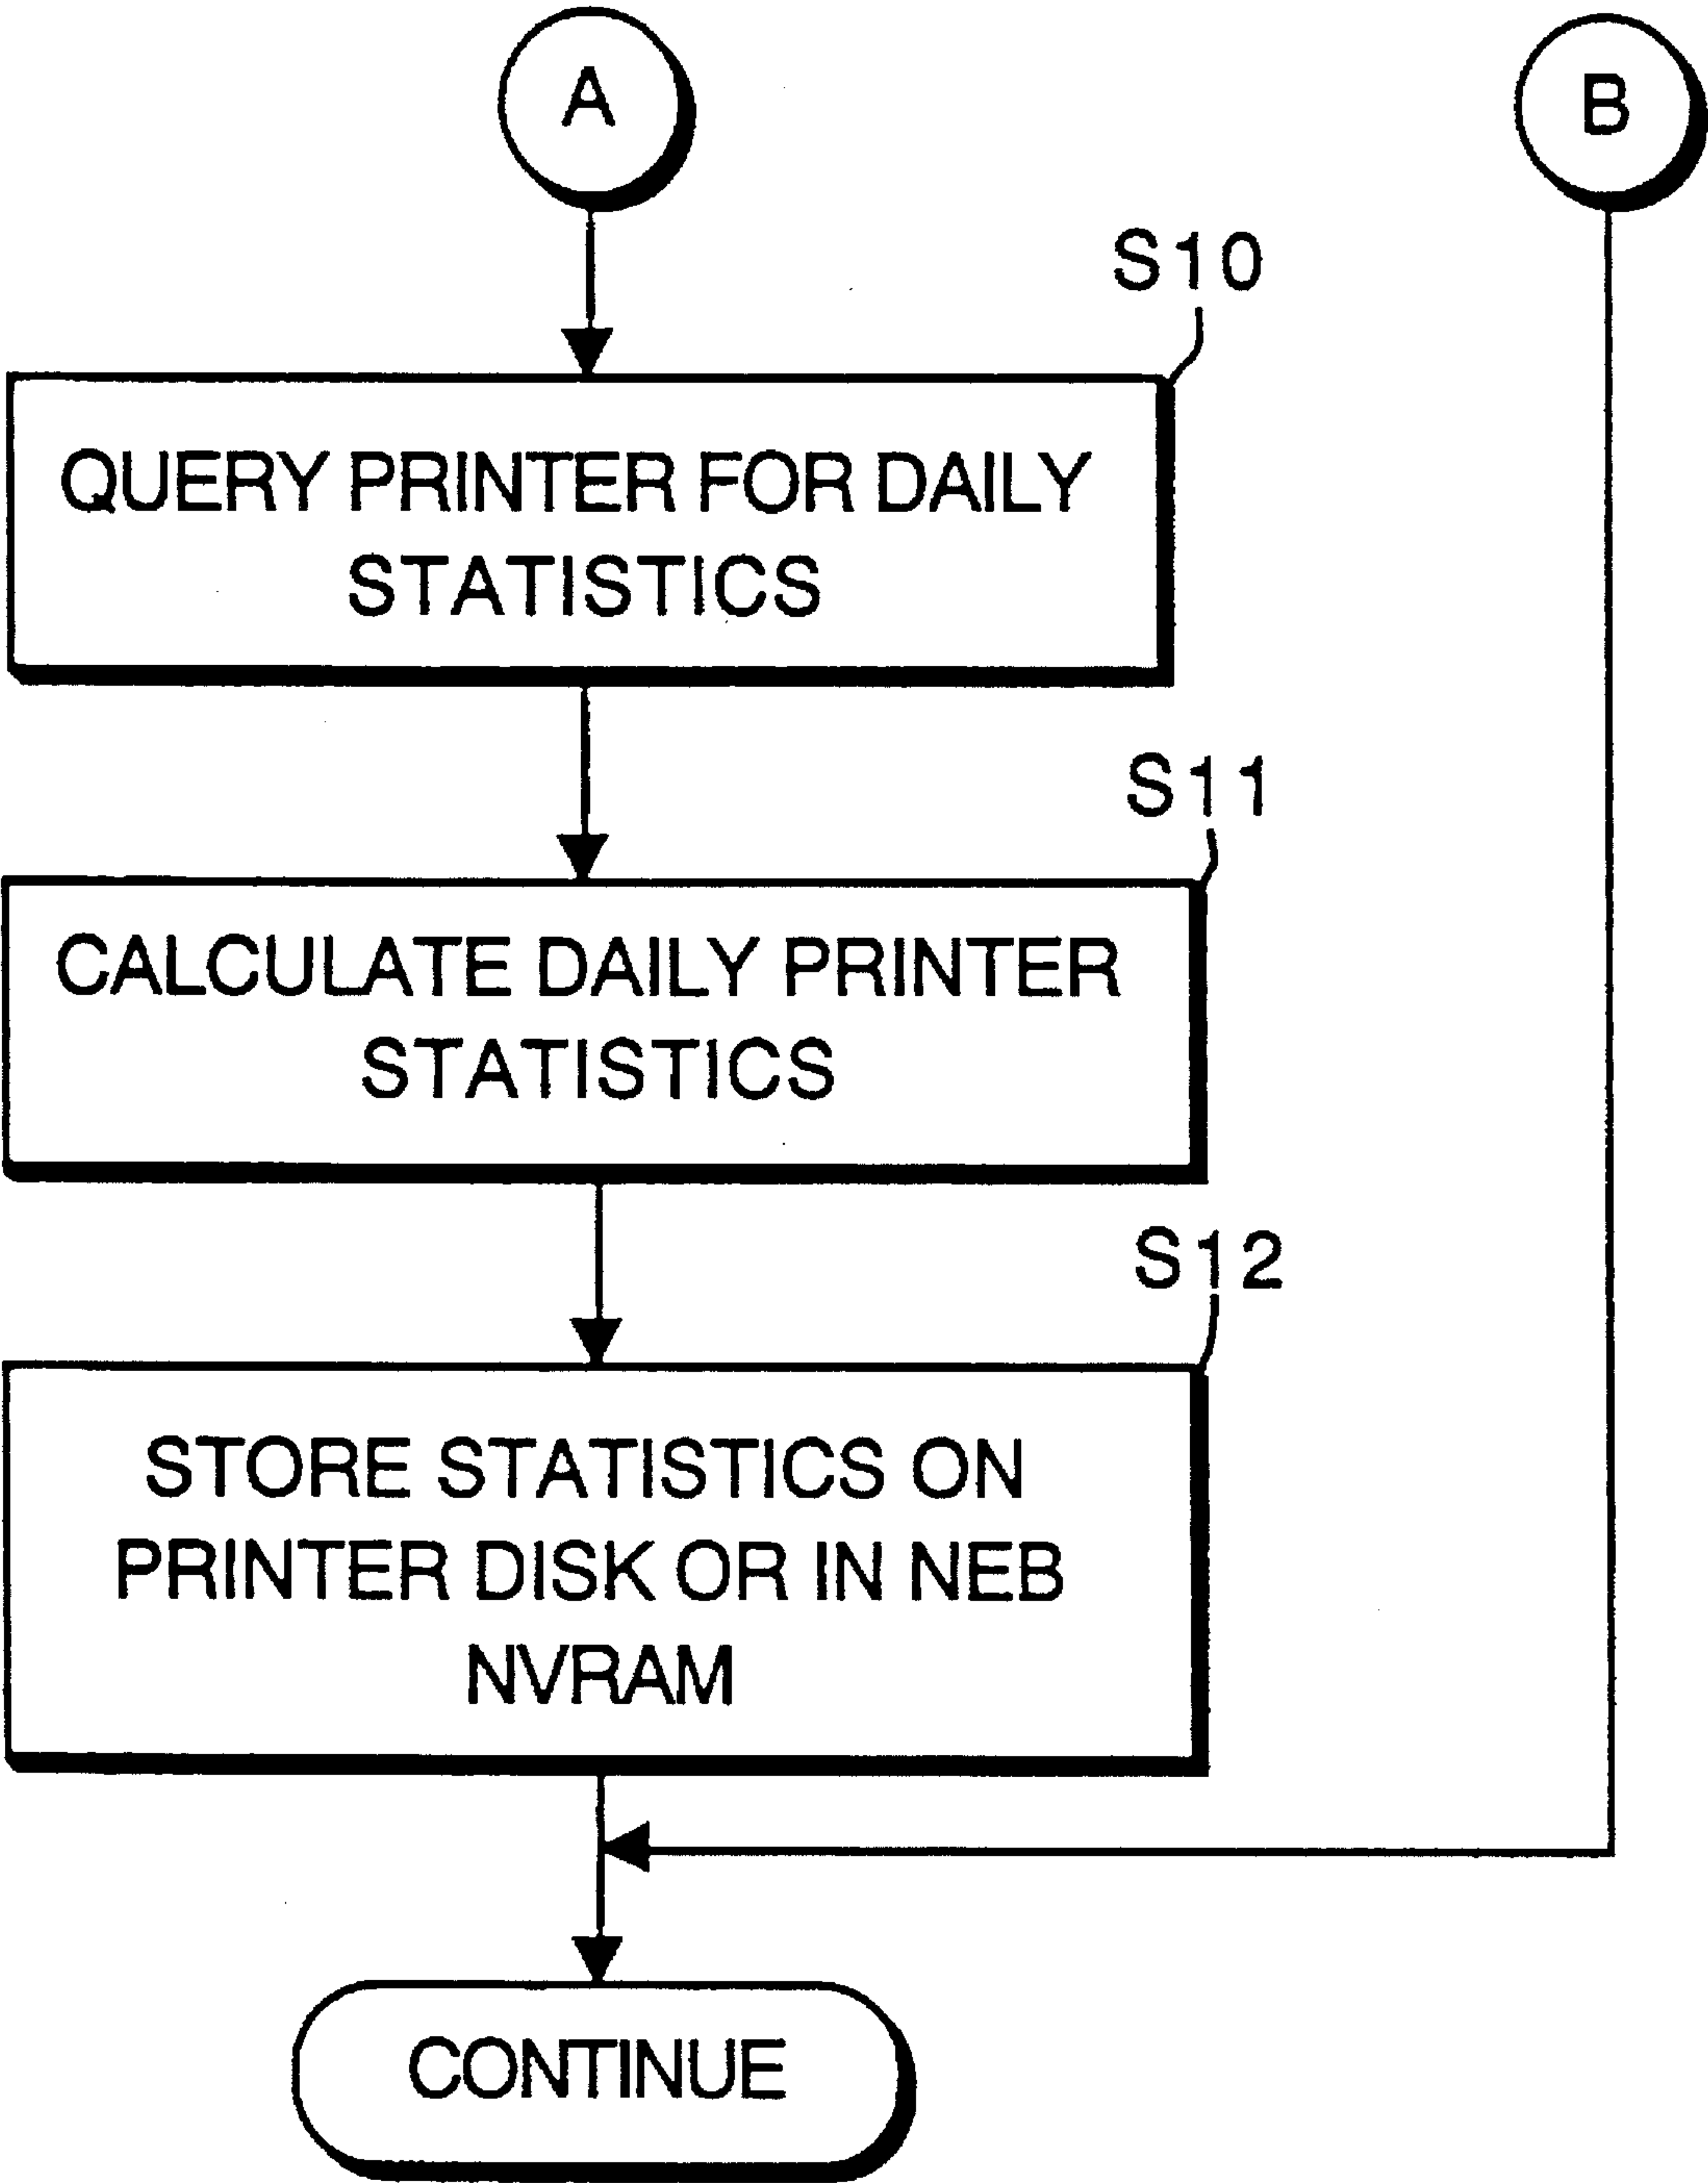 A
B
S10
QUERY PRINTER FOR DAILY
STATISTICS
S11
CALCULATE DAILY PRINTER
STATISTICS
S12
STORE STATISTICS ON
PRINTER DISK OR IN NEB
NVRAM
CONTINUE